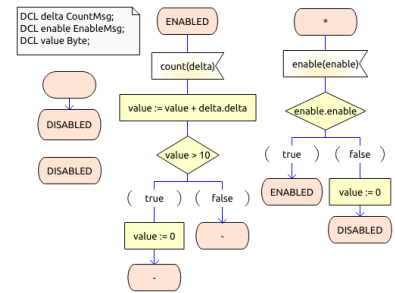 DCL delta CountMsg;
DCL enable EnableMsg;
DCL value Byte;
DISABLED
DISABLED
ENABLED
count(delta)
value := value + delta.delta
value > 10
( true )
( false )
value := 0
-
-
*
enable(enable)
enable.enable
( true )
( false )
ENABLED
value := 0
DISABLED